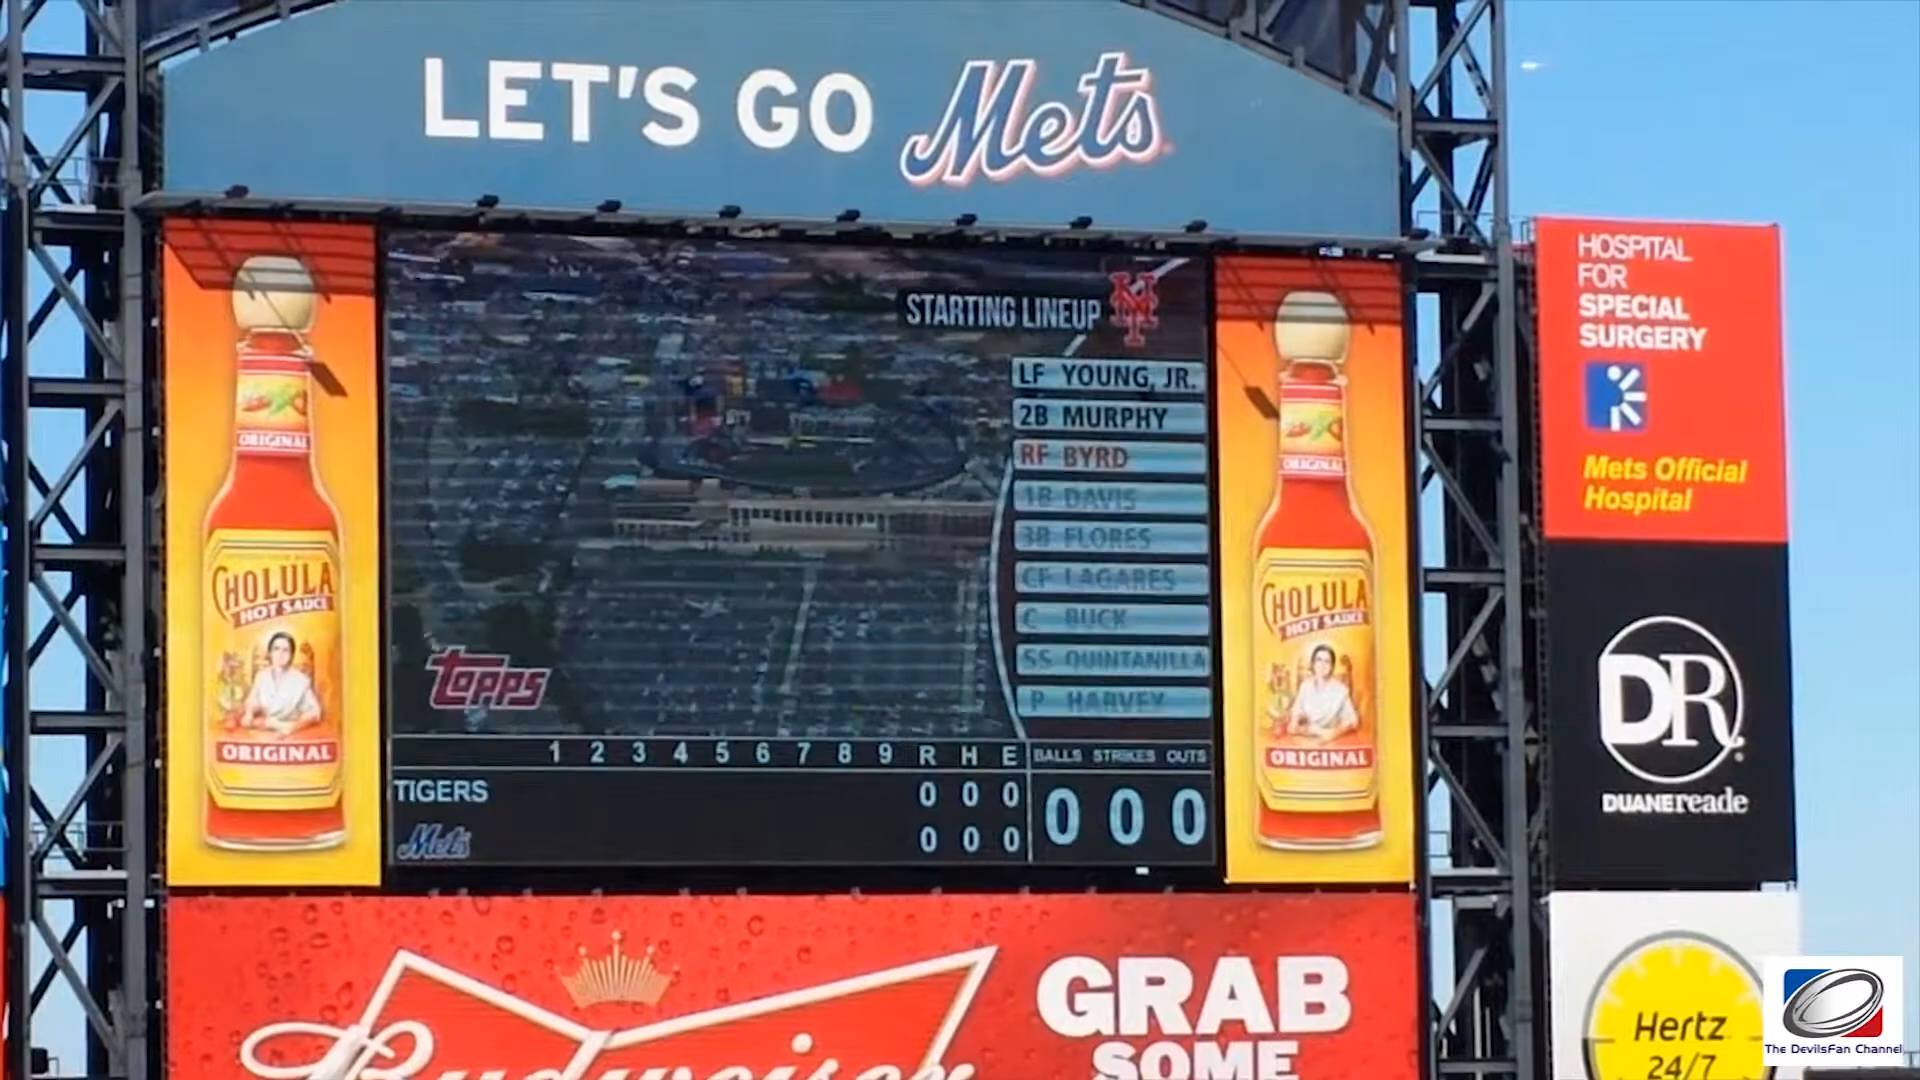 LET'S GO Mets
STARTING LINEUP NY
LF YOUNG, JR.
2B MURPHY
RF BYRD
1B DAVIS
3B FLORES
CF LAGARES
C BUCK
SS QUINTANILLA
P HARVEY
Topps
1 2 3 4 5 6 7 8 9 R H E BALLS STRIKES OUTS
TIGERS 0 0 0
Mets 0 0 0
0 0 0
ORIGINAL
CHOLULA
HOT SAUCE
ORIGINAL
ORIGINAL
CHOLULA
HOT SAUCE
ORIGINAL
HOSPITAL
FOR
SPECIAL
SURGERY
Mets Official
Hospital
DR
DUANEreade
Budweiser
GRAB
SOME
Hertz
24/7
The DevilsFan Channel